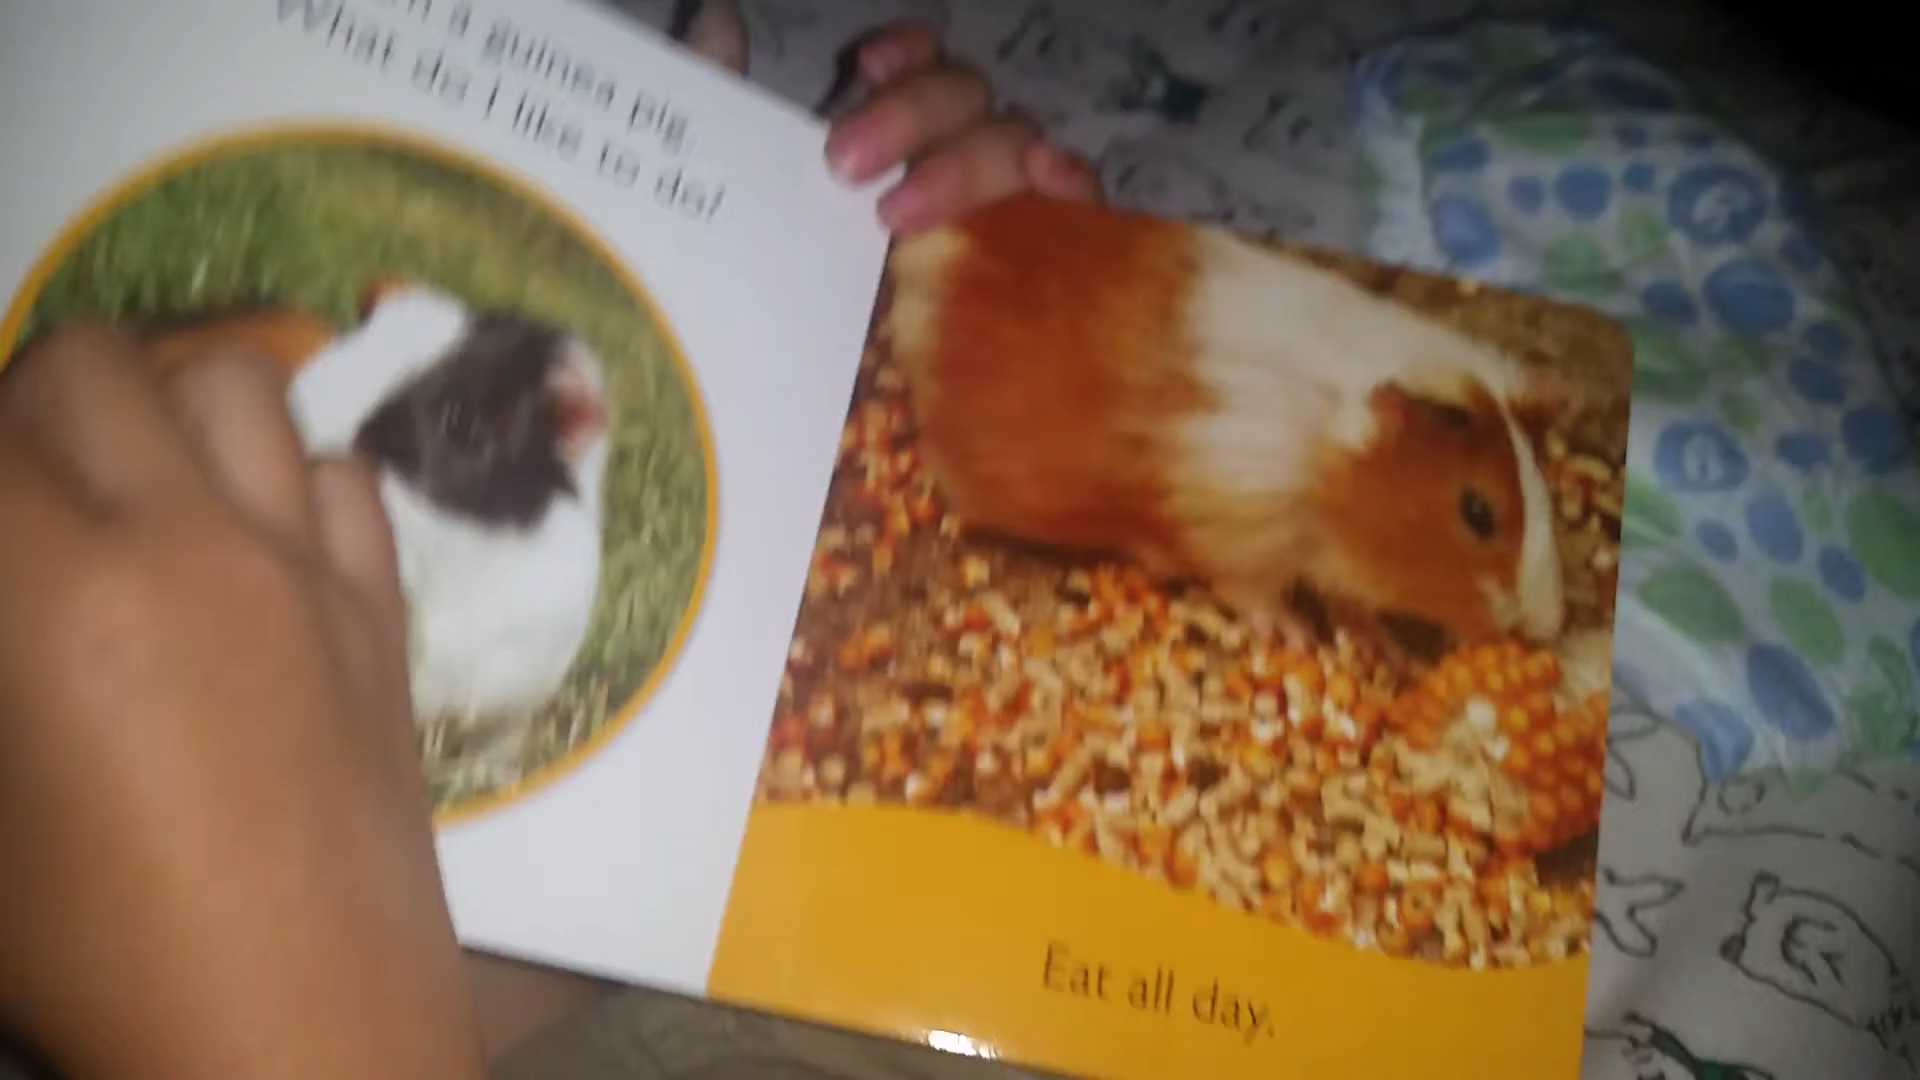 a guinea pig.
What do I like to do?
Eat all day.